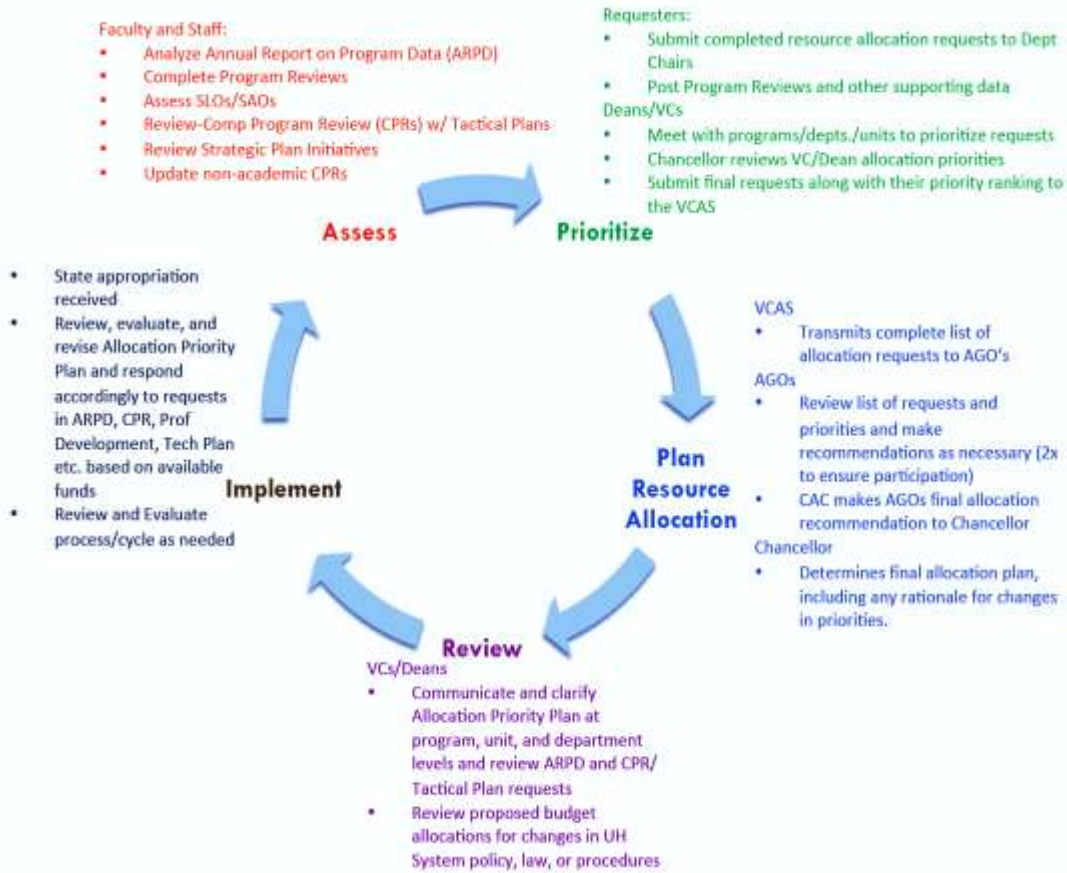 Faculty and Staff:
▪ Analyze Annual Report on Program Data (ARPD)
▪ Complete Program Reviews
▪ Assess SLOs/SAOs
▪ Review-Comp Program Review (CPRs) w/ Tactical Plans
▪ Review Strategic Plan Initiatives
▪ Update non-academic CPRs
Assess
Requesters:
▪ Submit completed resource allocation requests to Dept
Chairs
▪ Post Program Reviews and other supporting data
Deans/VCs
▪ Meet with programs/depts./units to prioritize requests
▪ Chancellor reviews VC/Dean allocation priorities
▪ Submit final requests along with their priority ranking to
the VCAS
Prioritize
VCAS
▪ Transmits complete list of
allocation requests to AGO's
AGOs
▪ Review list of requests and
priorities and make
recommendations as necessary (2x
to ensure participation)
▪ CAC makes AGOs final allocation
recommendation to Chancellor
Chancellor
▪ Determines final allocation plan,
including any rationale for changes
in priorities.
Plan
Resource
Allocation
Review
VCs/Deans
▪ Communicate and clarify
Allocation Priority Plan at
program, unit, and department
levels and review ARPD and CPR/
Tactical Plan requests
▪ Review proposed budget
allocations for changes in UH
System policy, law, or procedures
• State appropriation
received
• Review, evaluate, and
revise Allocation Priority
Plan and respond
accordingly to requests
in ARPD, CPR, Prof
Development, Tech Plan
etc. based on available
funds
• Review and Evaluate
process/cycle as needed
Implement